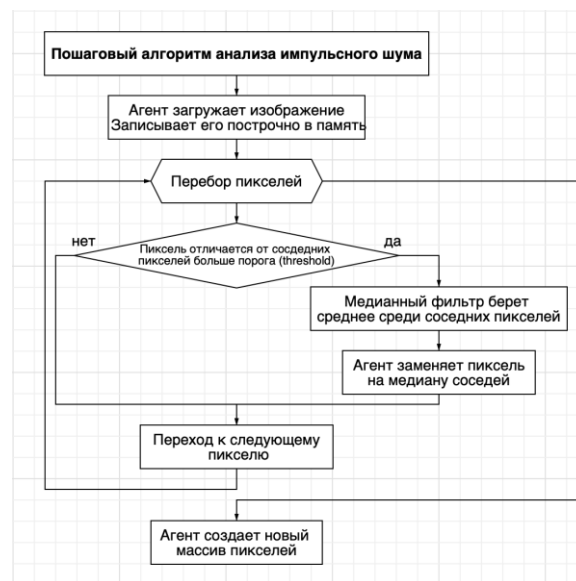 Пошаговый алгоритм анализа импульсного шума
Агент загружает изображение
Записывает его построчно в память
Перебор пикселей
нет
да
Пиксель отличается от сосдедних
пикселей больше порога (threshold)
Медианный фильтр берет
среднее среди соседних пикселей
Агент заменяет пиксель
на медиану соседей
Переход к следующему
пикселю
Агент создает новый
массив пикселей